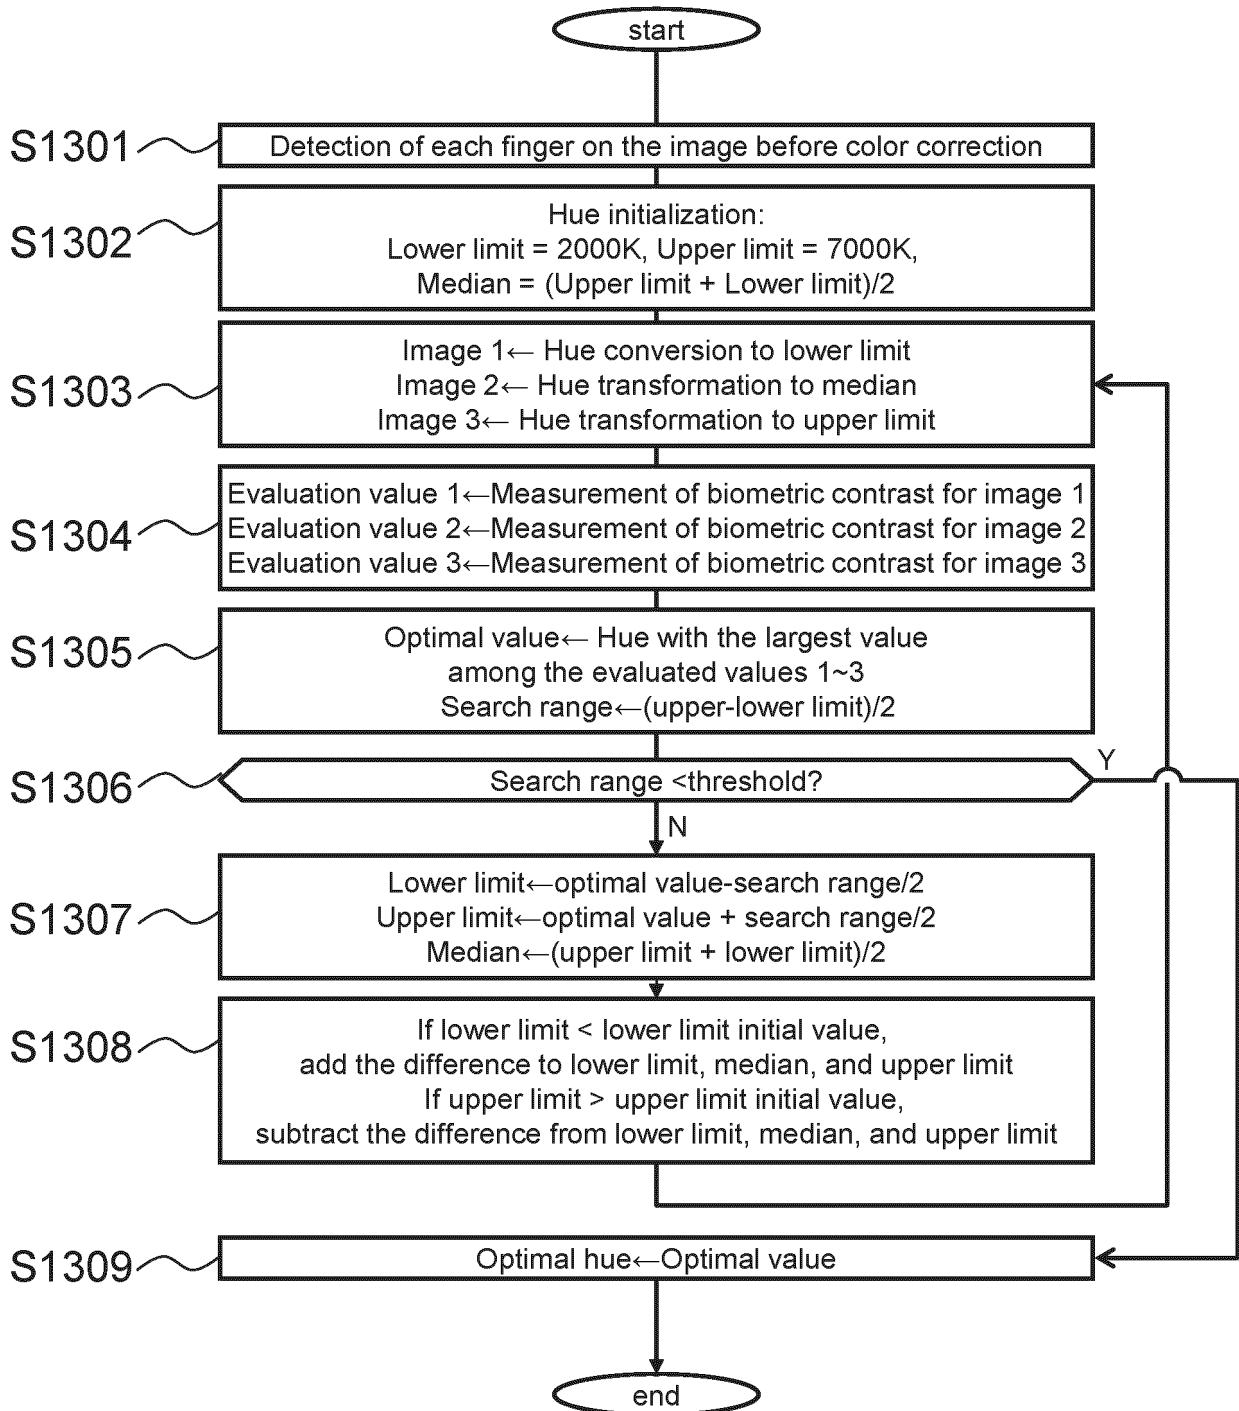 start
S1301
Detection of each finger on the image before color correction
S1302
Hue initialization:
Lower limit = 2000K, Upper limit = 7000K,
Median = (Upper limit + Lower limit)/2
S1303
Image 1← Hue conversion to lower limit
Image 2← Hue transformation to median
Image 3← Hue transformation to upper limit
S1304
Evaluation value 1←Measurement of biometric contrast for image 1
Evaluation value 2←Measurement of biometric contrast for image 2
Evaluation value 3←Measurement of biometric contrast for image 3
S1305
Optimal value← Hue with the largest value
among the evaluated values 1~3
Search range←(upper-lower limit)/2
S1306
Search range <threshold?
Y
N
S1307
Lower limit←optimal value-search range/2
Upper limit←optimal value + search range/2
Median←(upper limit + lower limit)/2
S1308
If lower limit < lower limit initial value,
add the difference to lower limit, median, and upper limit
If upper limit > upper limit initial value,
subtract the difference from lower limit, median, and upper limit
S1309
Optimal hue←Optimal value
end